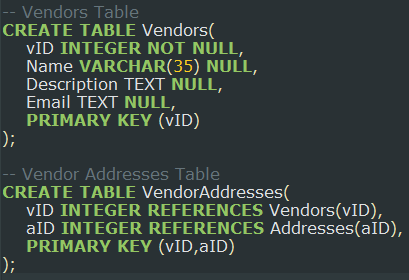 -- Vendors Table
CREATE TABLE Vendors(
vID INTEGER NOT NULL,
Name VARCHAR(35) NULL,
Description TEXT NULL,
Email TEXT NULL,
PRIMARY KEY (vID)
);
-- Vendor Addresses Table
CREATE TABLE VendorAddresses(
vID INTEGER REFERENCES Vendors(vID),
aID INTEGER REFERENCES Addresses(aID),
PRIMARY KEY (vID,aID)
);